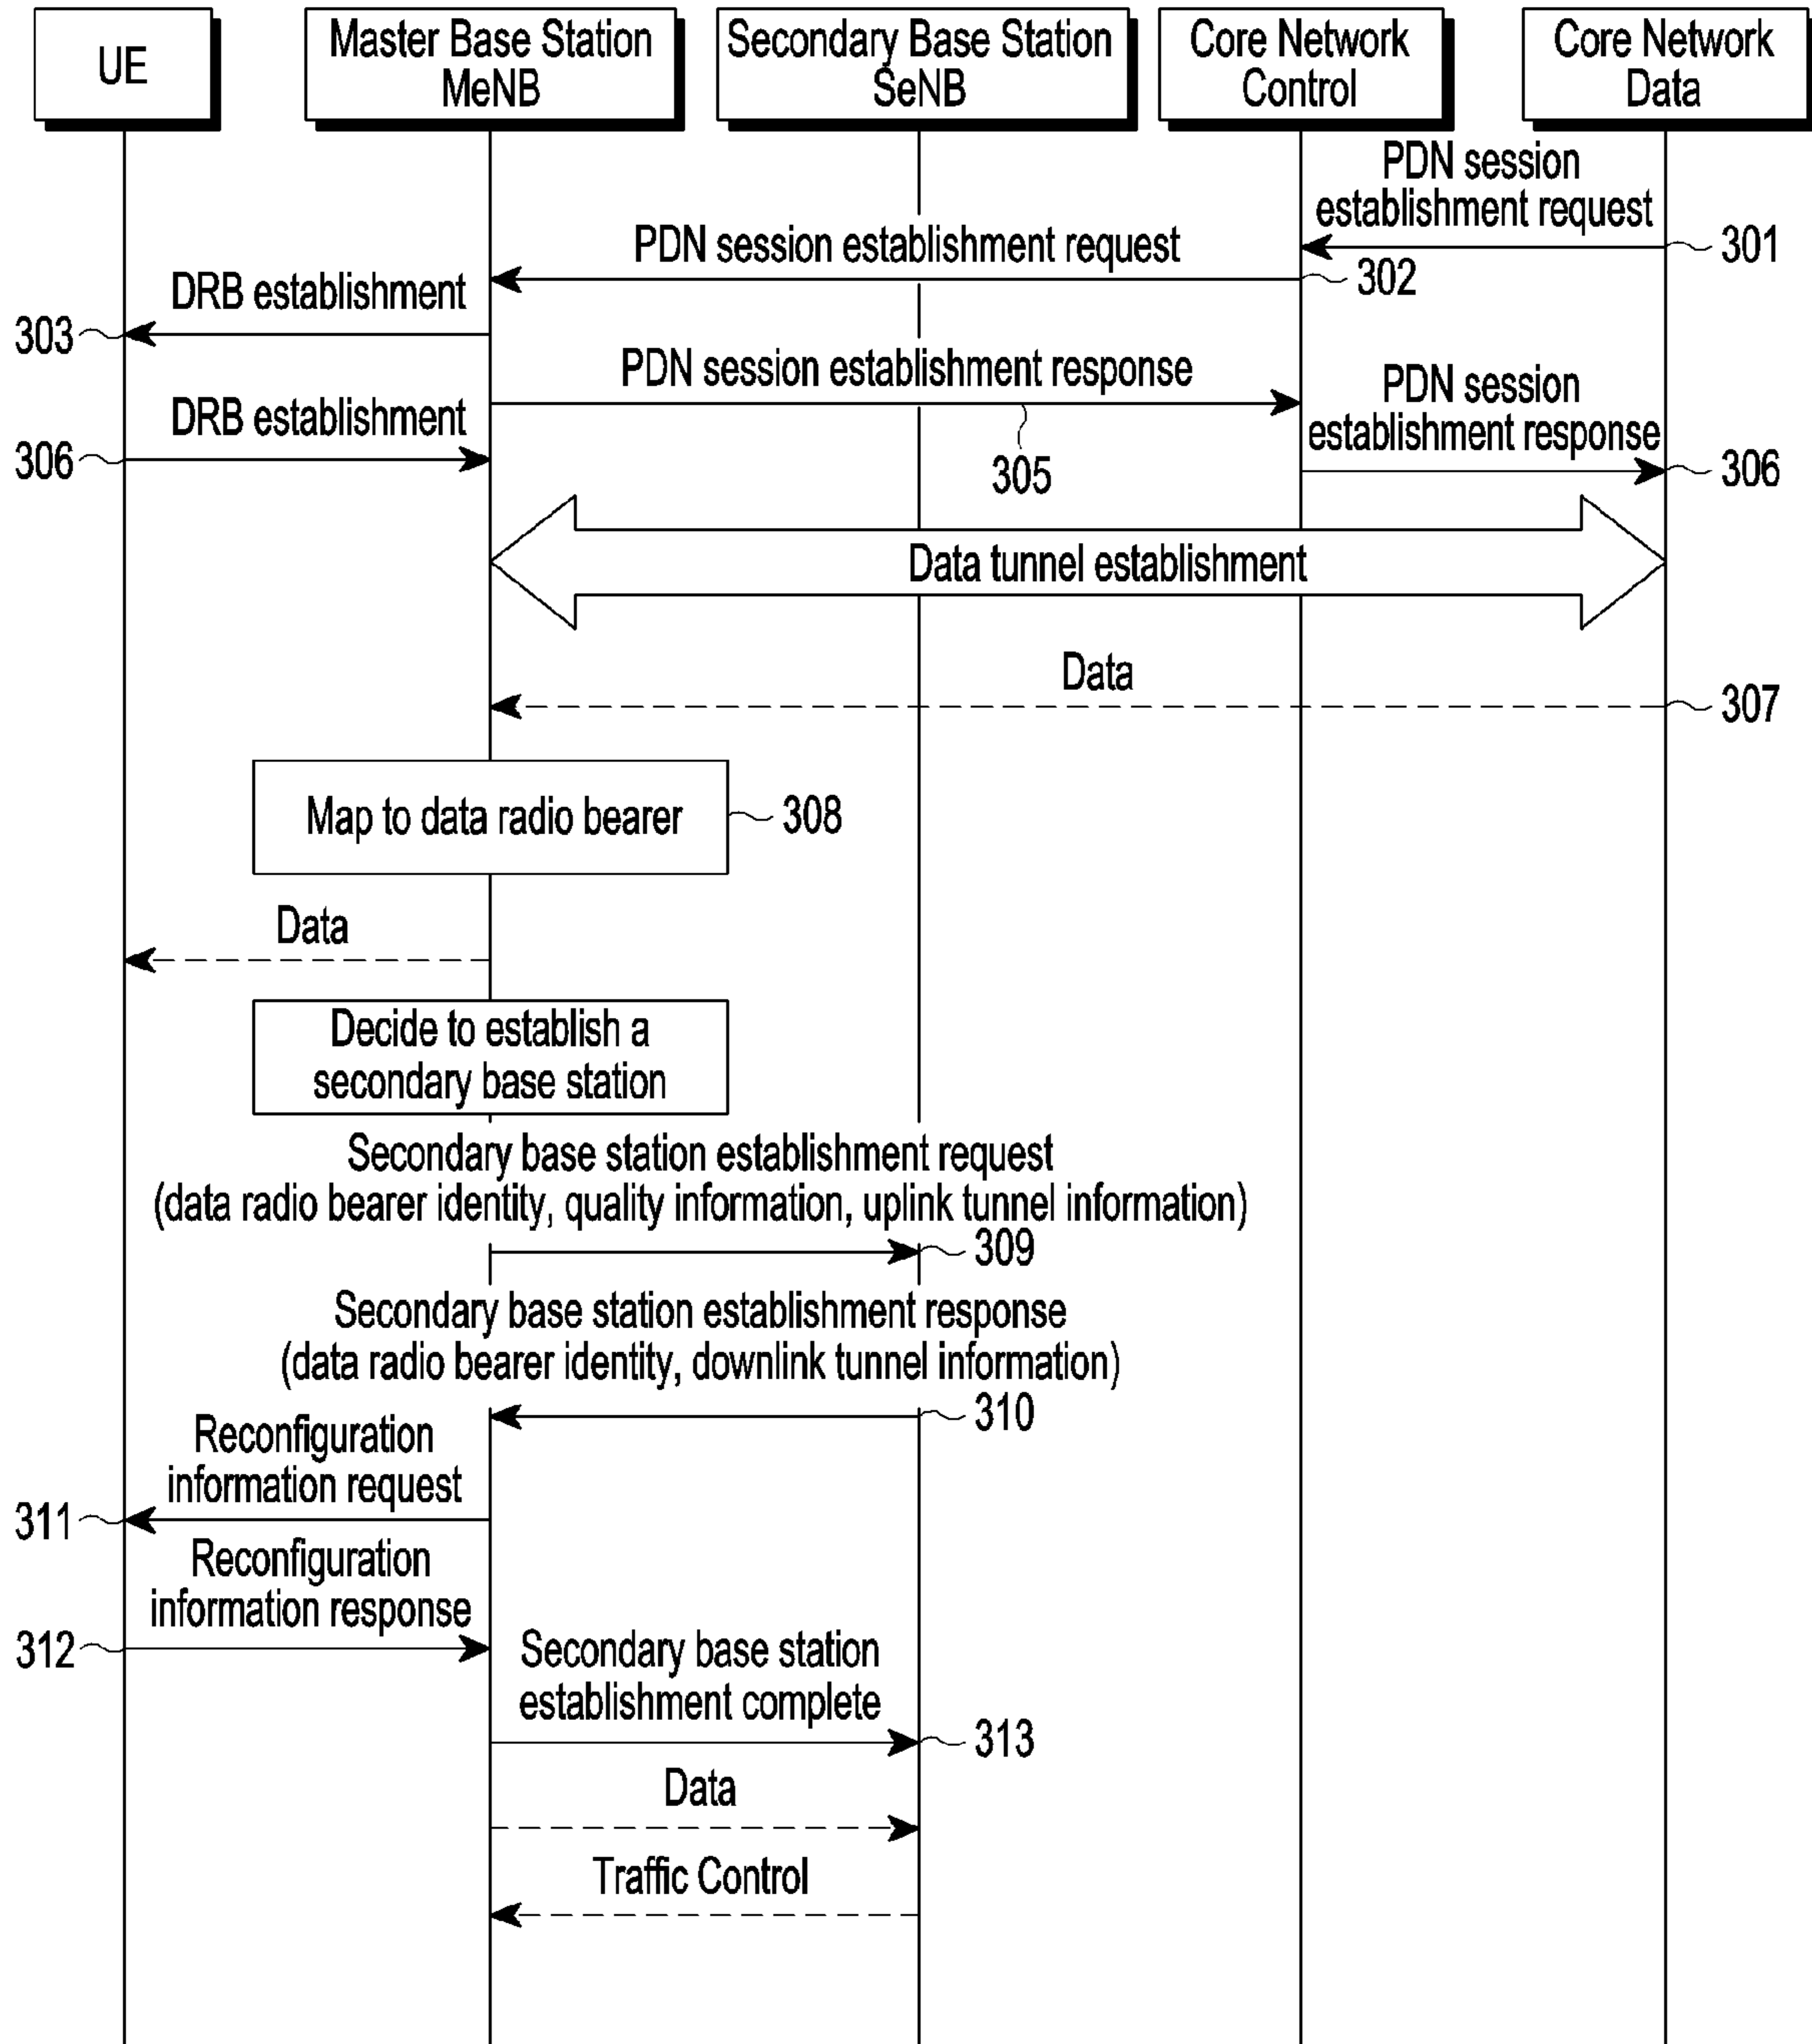 UE
Master Base Station
MeNB
Secondary Base Station
SeNB
Core Network
Control
Core Network
Data
PDN session
establishment request
301
PDN session establishment request
302
DRB establishment
303
PDN session establishment response
305
PDN session
establishment response
306
DRB establishment
306
Data tunnel establishment
Data
307
Map to data radio bearer
308
Data
Decide to establish a
secondary base station
Secondary base station establishment request
(data radio bearer identity, quality information, uplink tunnel information)
309
Secondary base station establishment response
(data radio bearer identity, downlink tunnel information)
310
Reconfiguration
information request
311
Reconfiguration
information response
312
Secondary base station
establishment complete
313
Data
Traffic Control